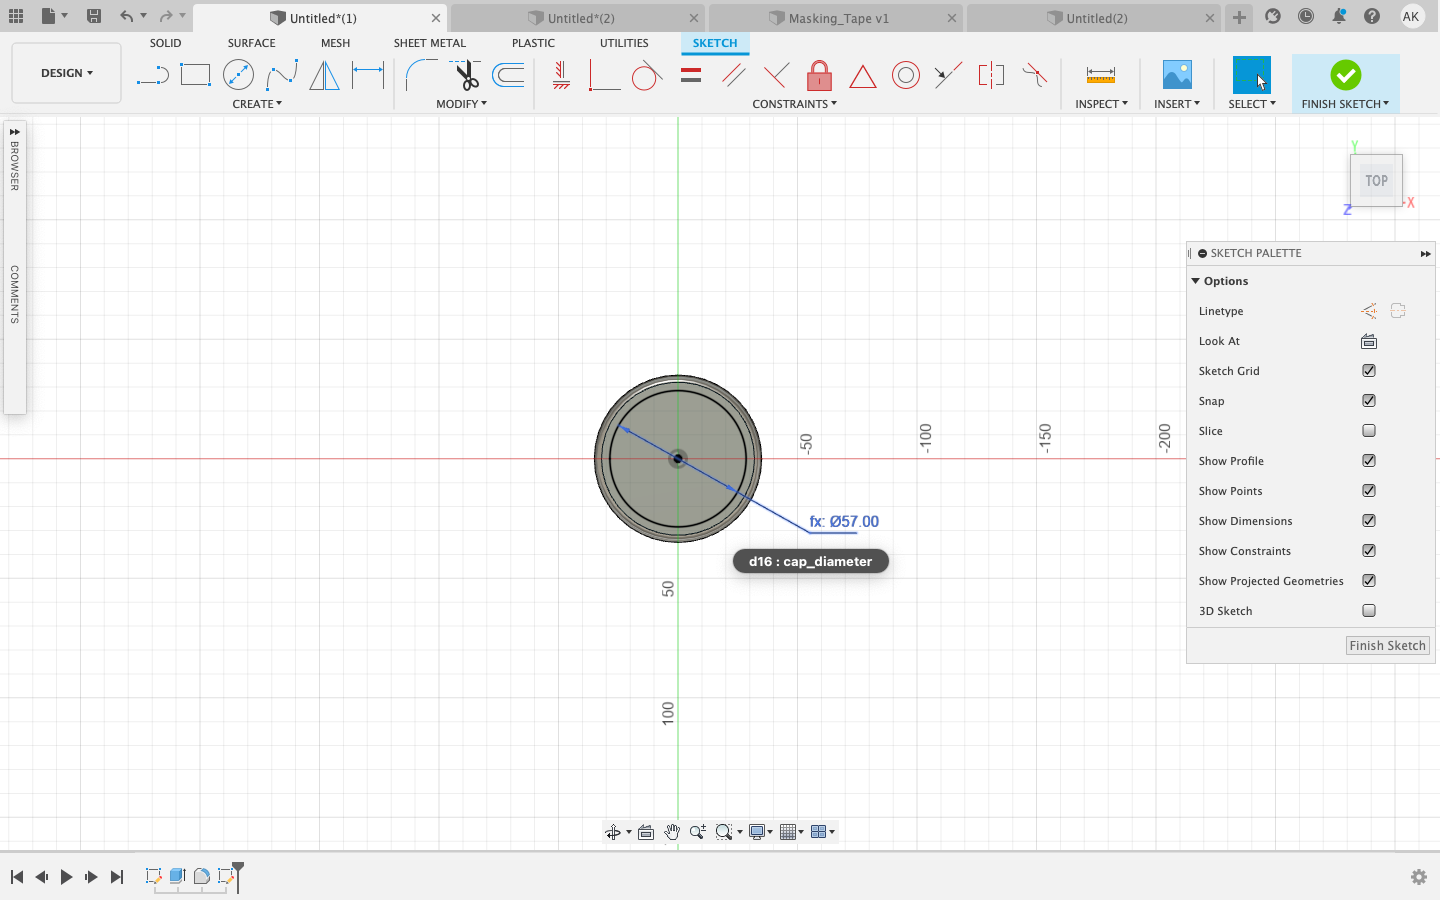 Untitled*(1)
Untitled*(2)
Masking_Tape v1
Untitled(2)
AK
SOLID
SURFACE
MESH
SHEET METAL
PLASTIC
UTILITIES
SKETCH
DESIGN
CREATE
MODIFY
CONSTRAINTS
INSPECT
INSERT
SELECT
FINISH SKETCH
BROWSER
COMMENTS
Y
TOP
Z
X
-50
-100
-150
-200
fx: Ø57.00
d16 : cap_diameter
50
100
SKETCH PALETTE
Options
Linetype
Look At
Sketch Grid
Snap
Slice
Show Profile
Show Points
Show Dimensions
Show Constraints
Show Projected Geometries
3D Sketch
Finish Sketch